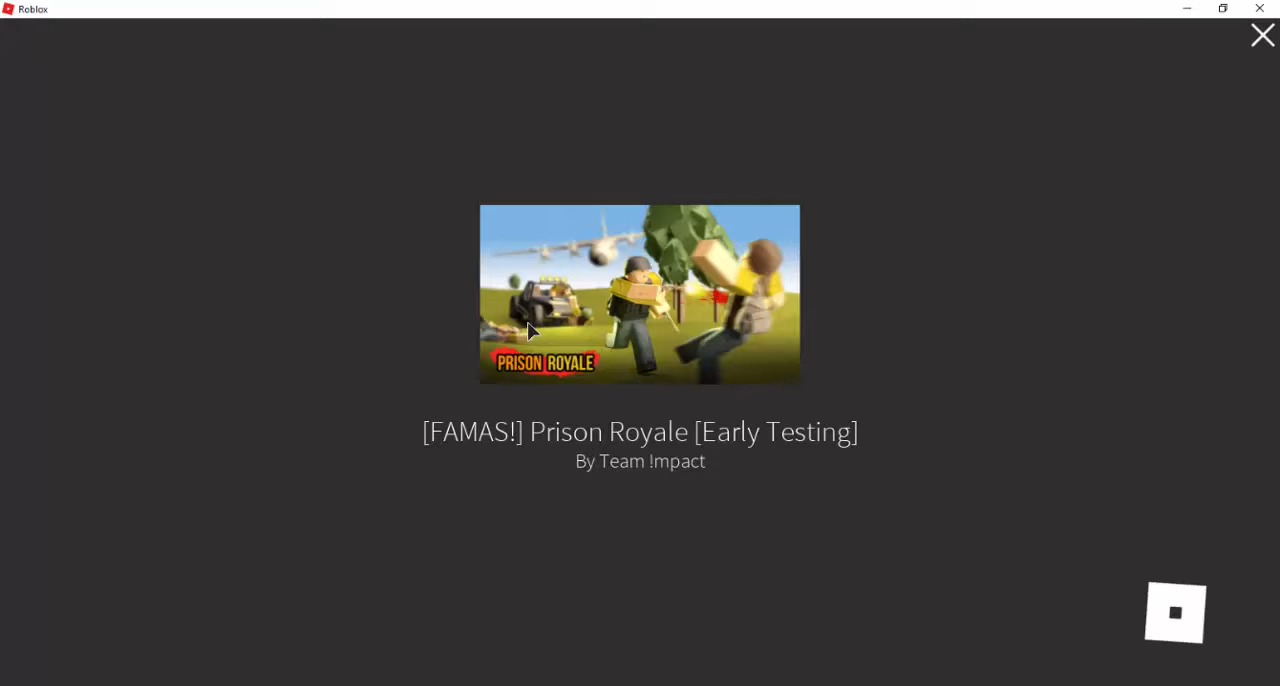 Roblox
PRISON ROYALE
[FAMAS!] Prison Royale [Early Testing]
By Team !mpact